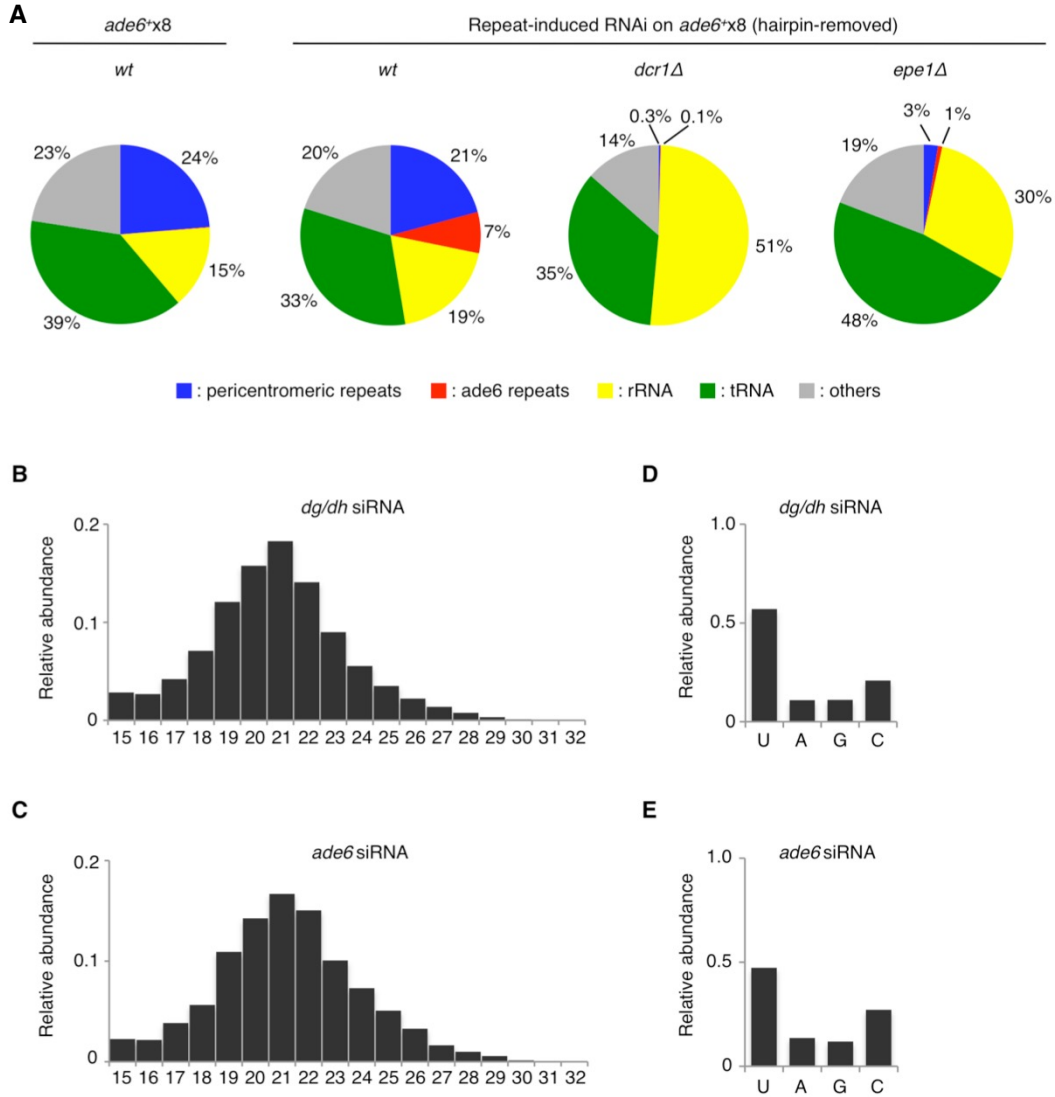 A
ade6+x8
Repeat-induced RNAi on ade6+x8 (hairpin-removed)
wt
wt
dcr1Δ
epe1Δ
23%
24%
15%
39%
20%
21%
7%
19%
33%
0.3%
0.1%
14%
51%
35%
3%
1%
19%
30%
48%
: pericentromeric repeats
: ade6 repeats
: rRNA
: tRNA
: others
B
dg/dh siRNA
Relative abundance
0.2
0.1
0
15 16 17 18 19 20 21 22 23 24 25 26 27 28 29 30 31 32
D
dg/dh siRNA
Relative abundance
1.0
0.5
0
U A G C
C
ade6 siRNA
Relative abundance
0.2
0.1
0
15 16 17 18 19 20 21 22 23 24 25 26 27 28 29 30 31 32
E
ade6 siRNA
Relative abundance
1.0
0.5
0
U A G C